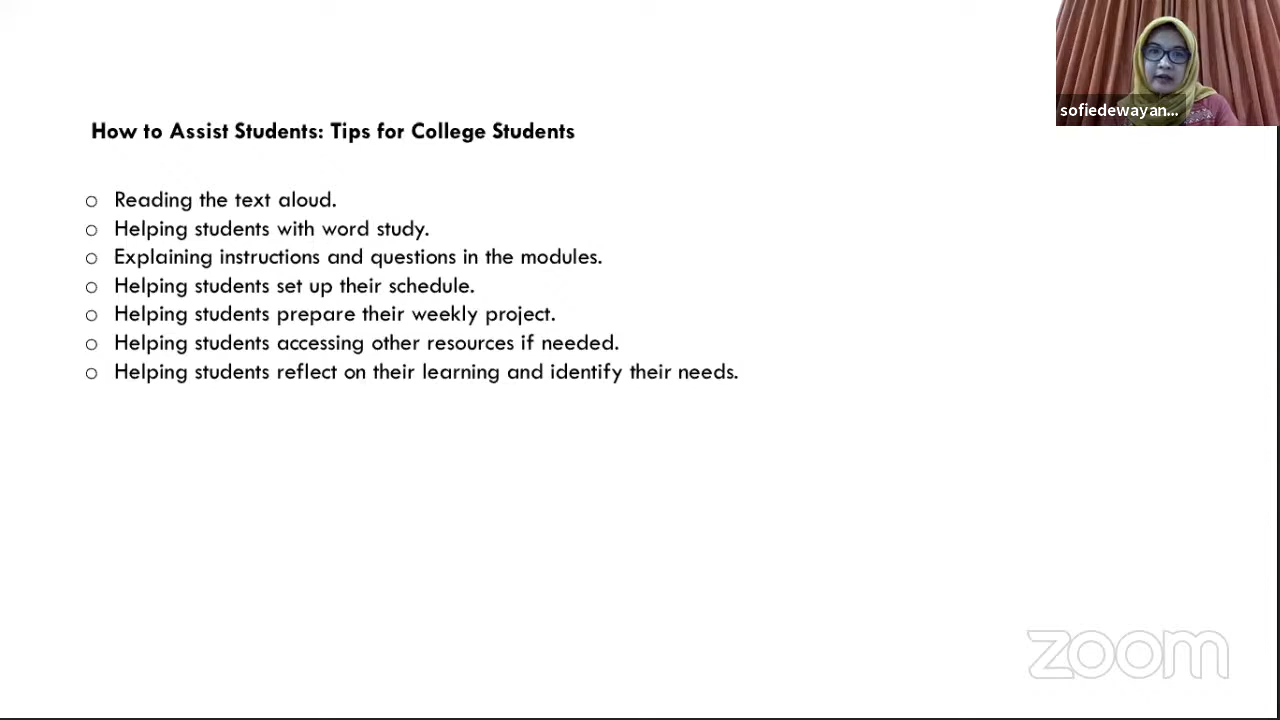 sofiedewayan...
How to Assist Students: Tips for College Students
Reading the text aloud.
Helping students with word study.
Explaining instructions and questions in the modules.
Helping students set up their schedule.
Helping students prepare their weekly project.
Helping students accessing other resources if needed.
Helping students reflect on their learning and identify their needs.
zoom